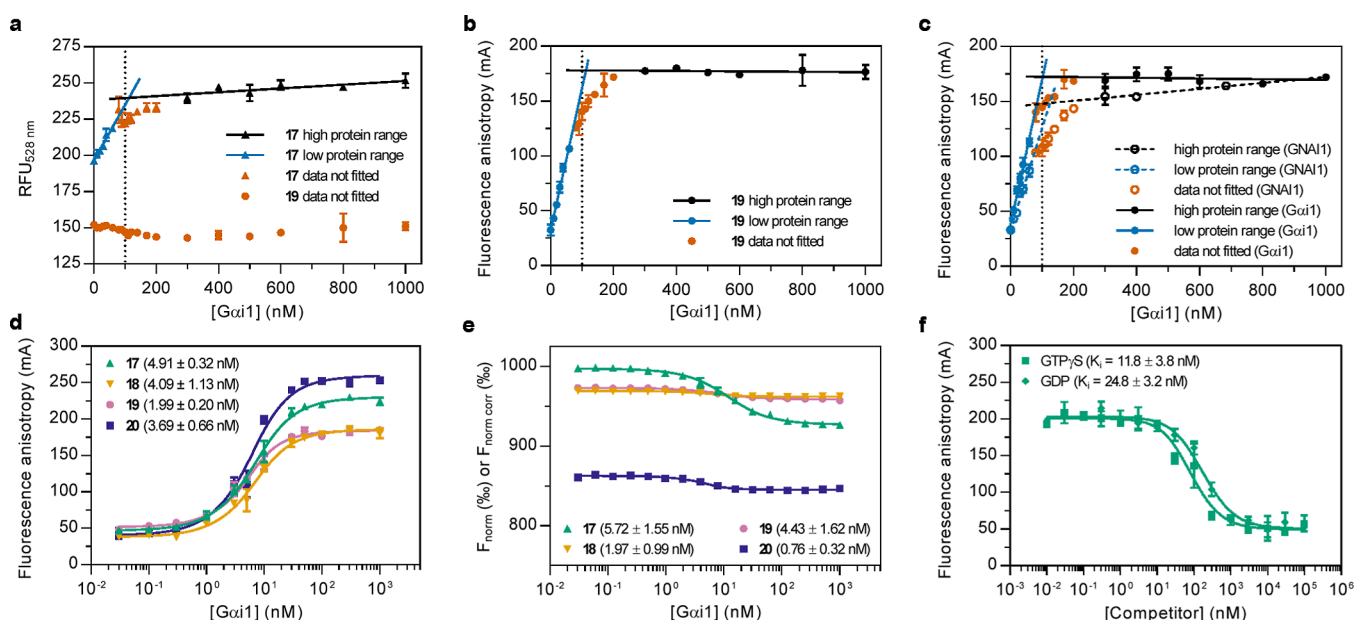 a
275
250
225
200
175
150
125
RFU528 nm
17 high protein range
17 low protein range
17 data not fitted
19 data not fitted
0 200 400 600 800 1000
[Gαi1] (nM)
b
200
150
100
50
0
Fluorescence anisotropy (mA)
19 high protein range
19 low protein range
19 data not fitted
0 200 400 600 800 1000
[Gαi1] (nM)
c
200
150
100
50
0
Fluorescence anisotropy (mA)
high protein range (GNAI1)
low protein range (GNAI1)
data not fitted (GNAI1)
high protein range (Gαi1)
low protein range (Gαi1)
data not fitted (Gαi1)
0 200 400 600 800 1000
[Gαi1] (nM)
d
300
250
200
150
100
50
0
Fluorescence anisotropy (mA)
17 (4.91 ± 0.32 nM)
18 (4.09 ± 1.13 nM)
19 (1.99 ± 0.20 nM)
20 (3.69 ± 0.66 nM)
10-2 10-1 100 101 102 103
[Gαi1] (nM)
e
1000
950
900
850
800
Fnorm (‰) or Fnorm corr (‰)
17 (5.72 ± 1.55 nM) 19 (4.43 ± 1.62 nM)
18 (1.97 ± 0.99 nM) 20 (0.76 ± 0.32 nM)
10-2 10-1 100 101 102 103
[Gαi1] (nM)
f
300
250
200
150
100
50
0
Fluorescence anisotropy (mA)
GTPγS (Ki = 11.8 ± 3.8 nM)
GDP (Ki = 24.8 ± 3.2 nM)
10-3 10-2 10-1 100 101 102 103 104 105 106
[Competitor] (nM)